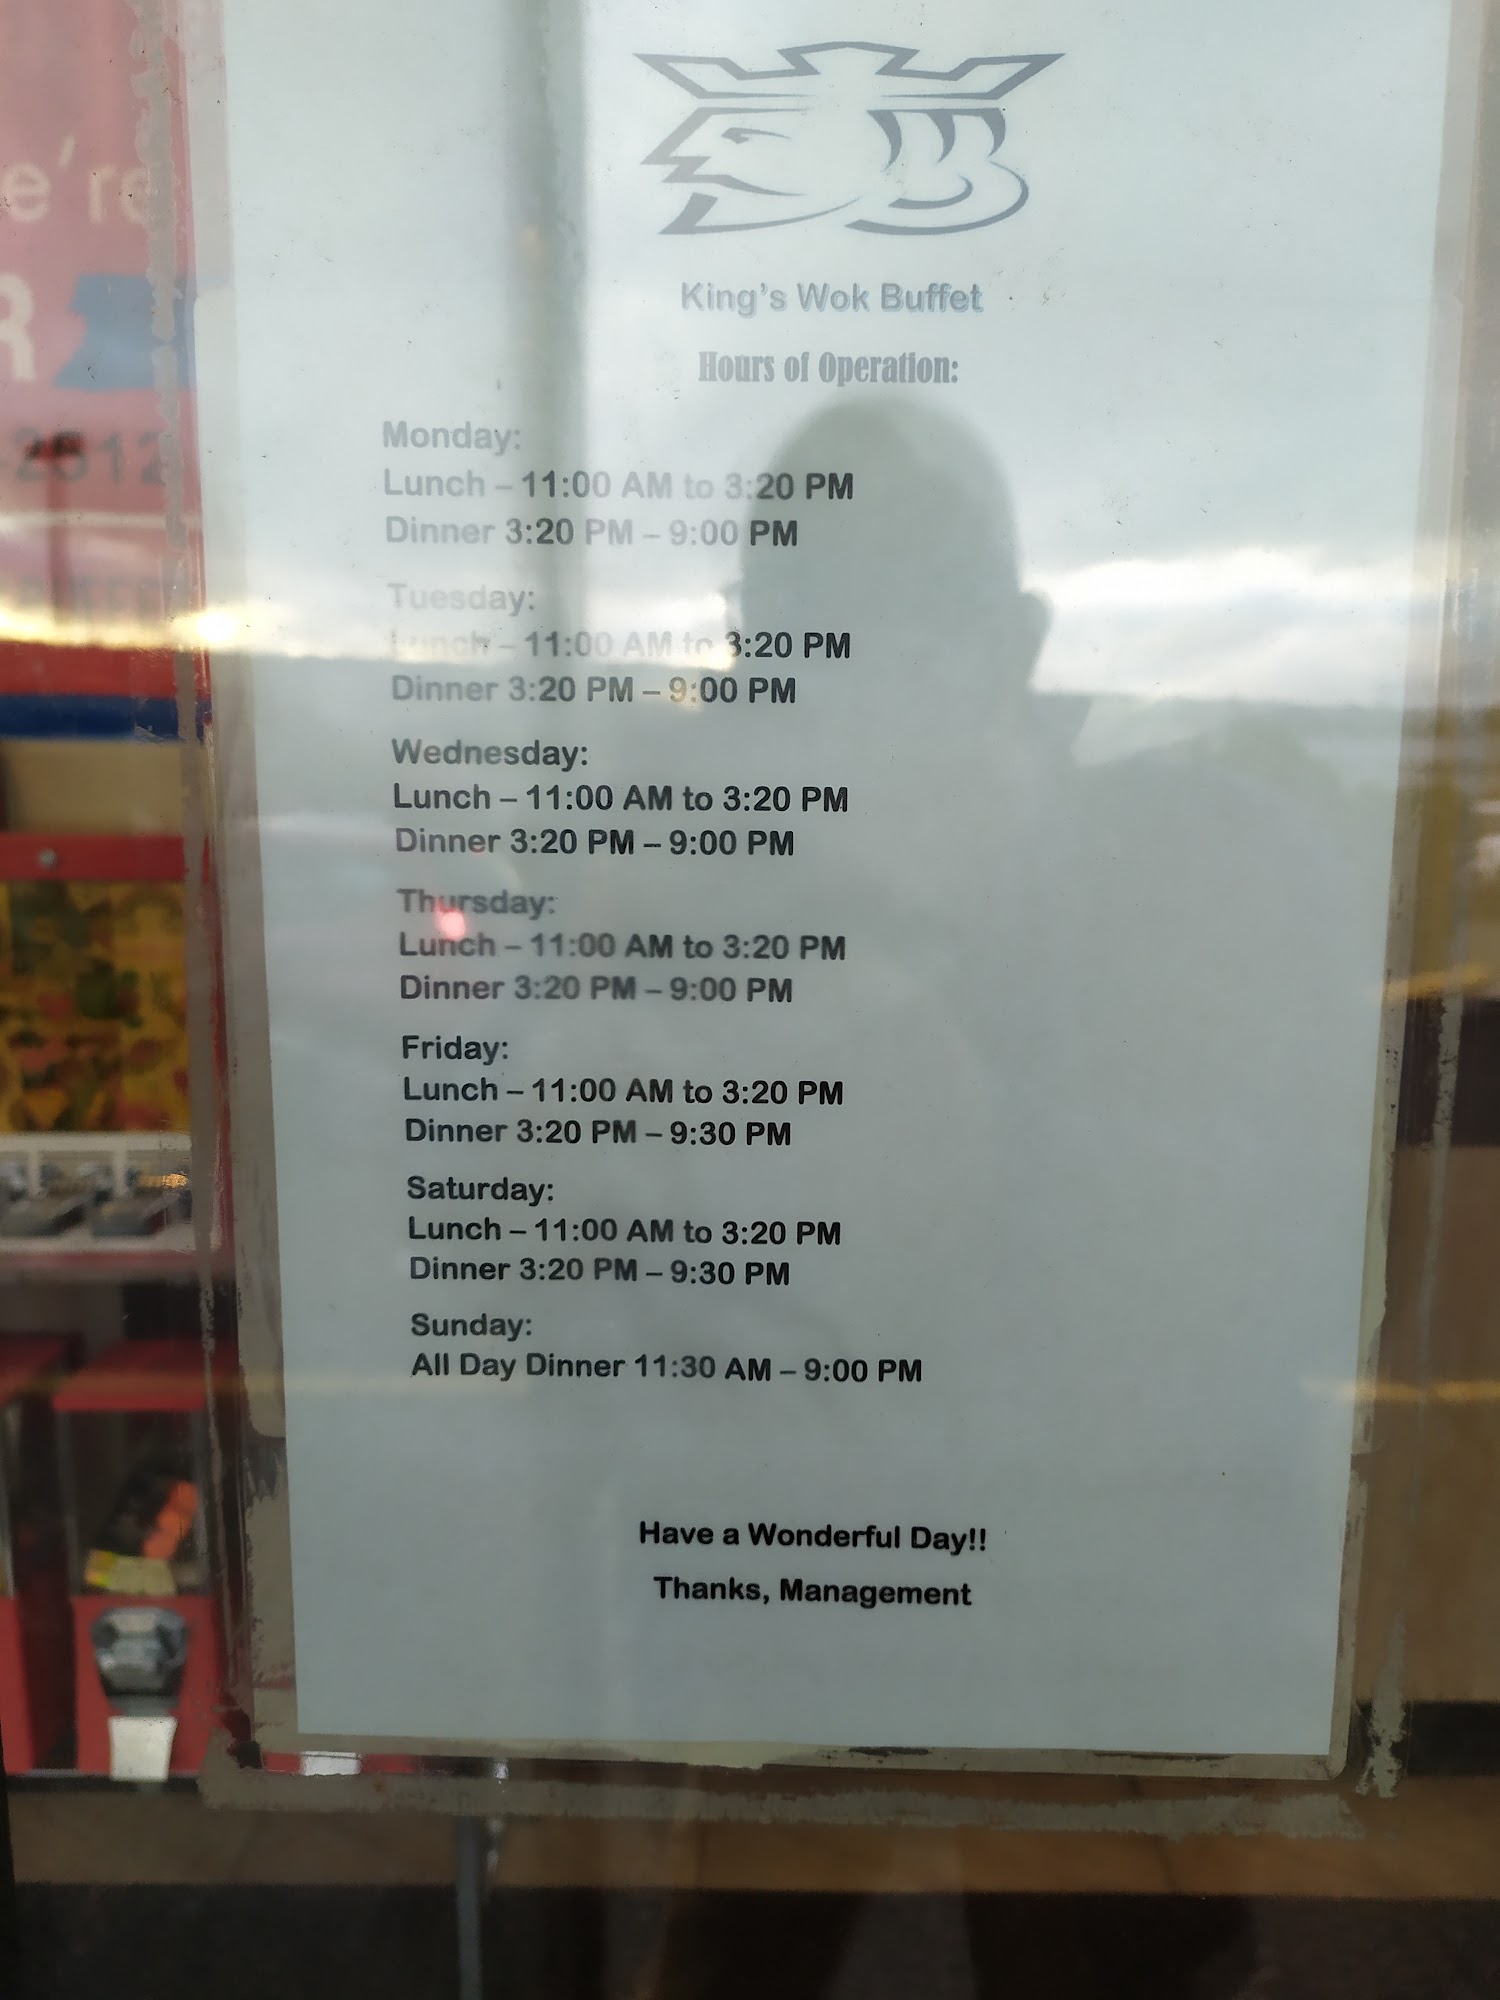 e're
R
-2512
King's Wok Buffet
Hours of Operation:
Monday:
Lunch – 11:00 AM to 3:20 PM
Dinner 3:20 PM – 9:00 PM
Tuesday:
Lunch – 11:00 AM to 3:20 PM
Dinner 3:20 PM – 9:00 PM
Wednesday:
Lunch – 11:00 AM to 3:20 PM
Dinner 3:20 PM – 9:00 PM
Thursday:
Lunch – 11:00 AM to 3:20 PM
Dinner 3:20 PM – 9:00 PM
Friday:
Lunch – 11:00 AM to 3:20 PM
Dinner 3:20 PM – 9:30 PM
Saturday:
Lunch – 11:00 AM to 3:20 PM
Dinner 3:20 PM – 9:30 PM
Sunday:
All Day Dinner 11:30 AM – 9:00 PM
Have a Wonderful Day!!
Thanks, Management